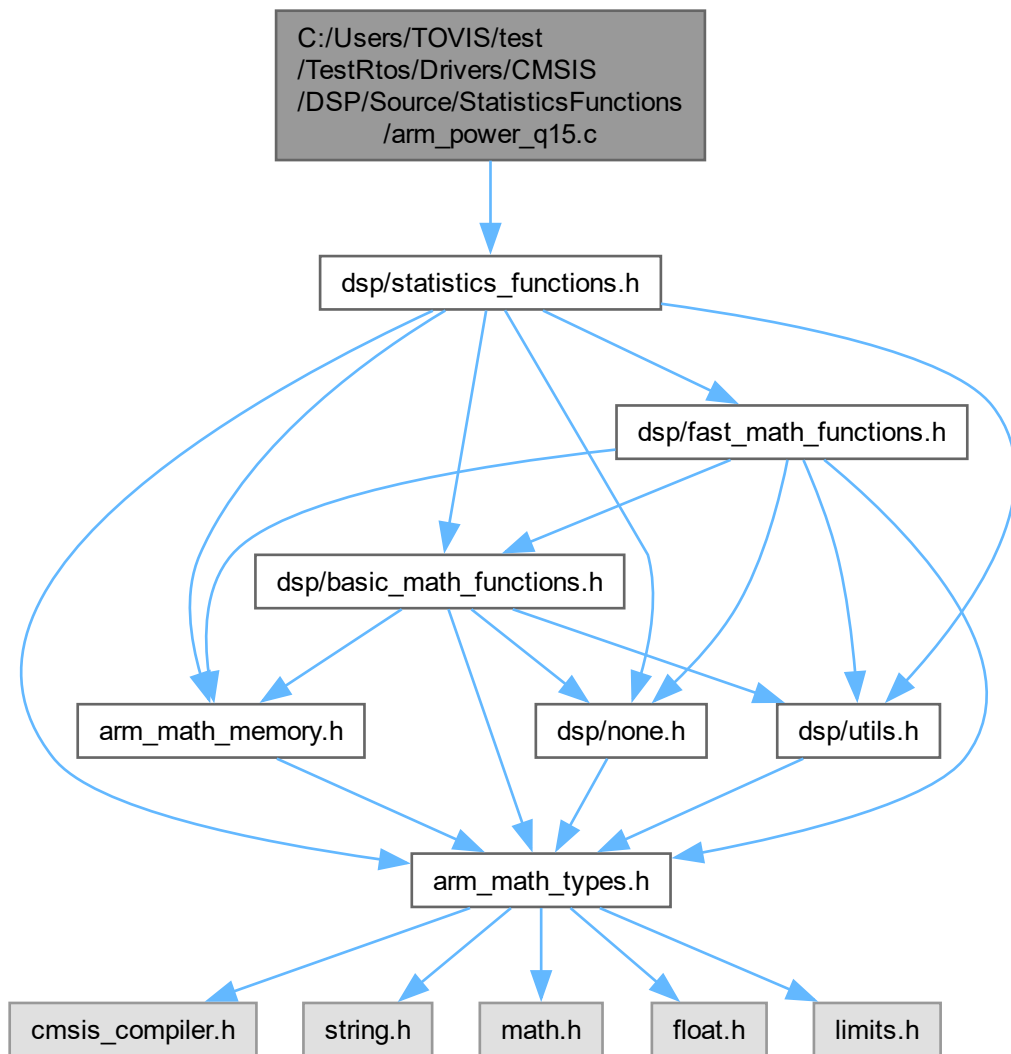 C:/Users/TOVIS/test
/TestRtos/Drivers/CMSIS
/DSP/Source/StatisticsFunctions
/arm_power_q15.c
dsp/statistics_functions.h
dsp/fast_math_functions.h
dsp/basic_math_functions.h
arm_math_memory.h
dsp/none.h
dsp/utils.h
arm_math_types.h
cmsis_compiler.h
string.h
math.h
float.h
limits.h